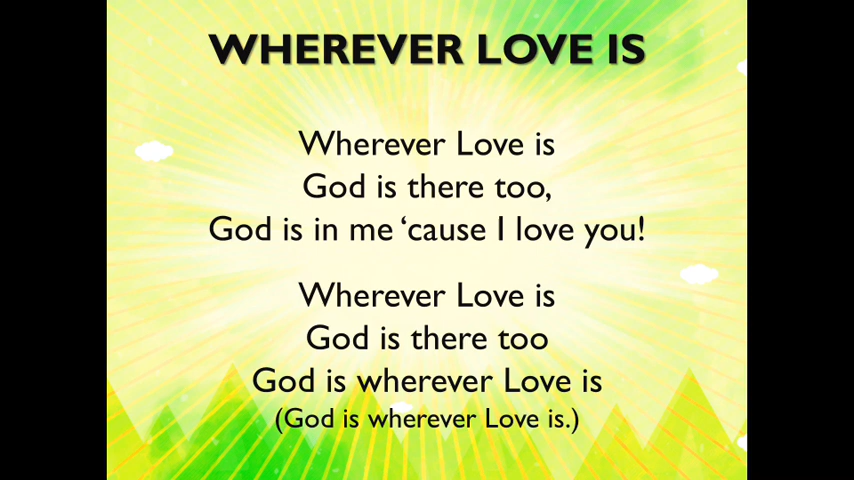 WHEREVER LOVE IS
Wherever Love is
God is there too,
God is in me ‘cause I love you!
Wherever Love is
God is there too
God is wherever Love is
(God is wherever Love is.)